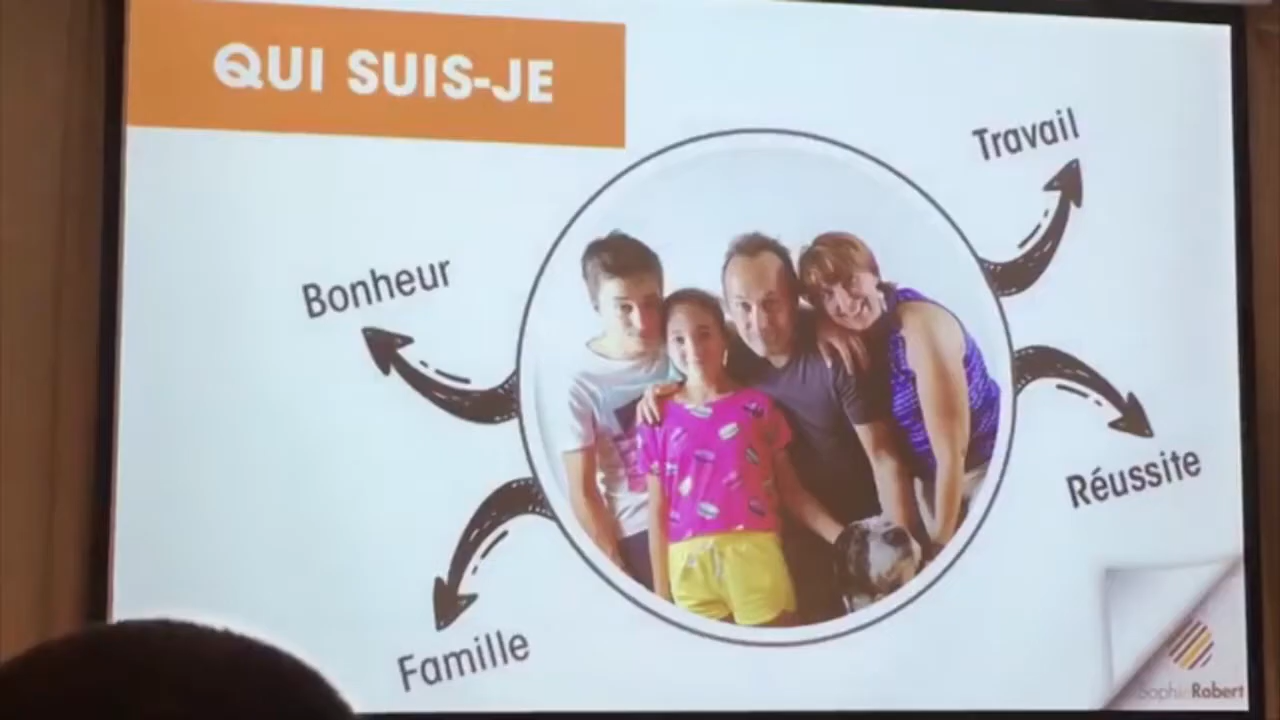 QUI SUIS-JE
Travail
Bonheur
Réussite
Famille
Sophie Robert